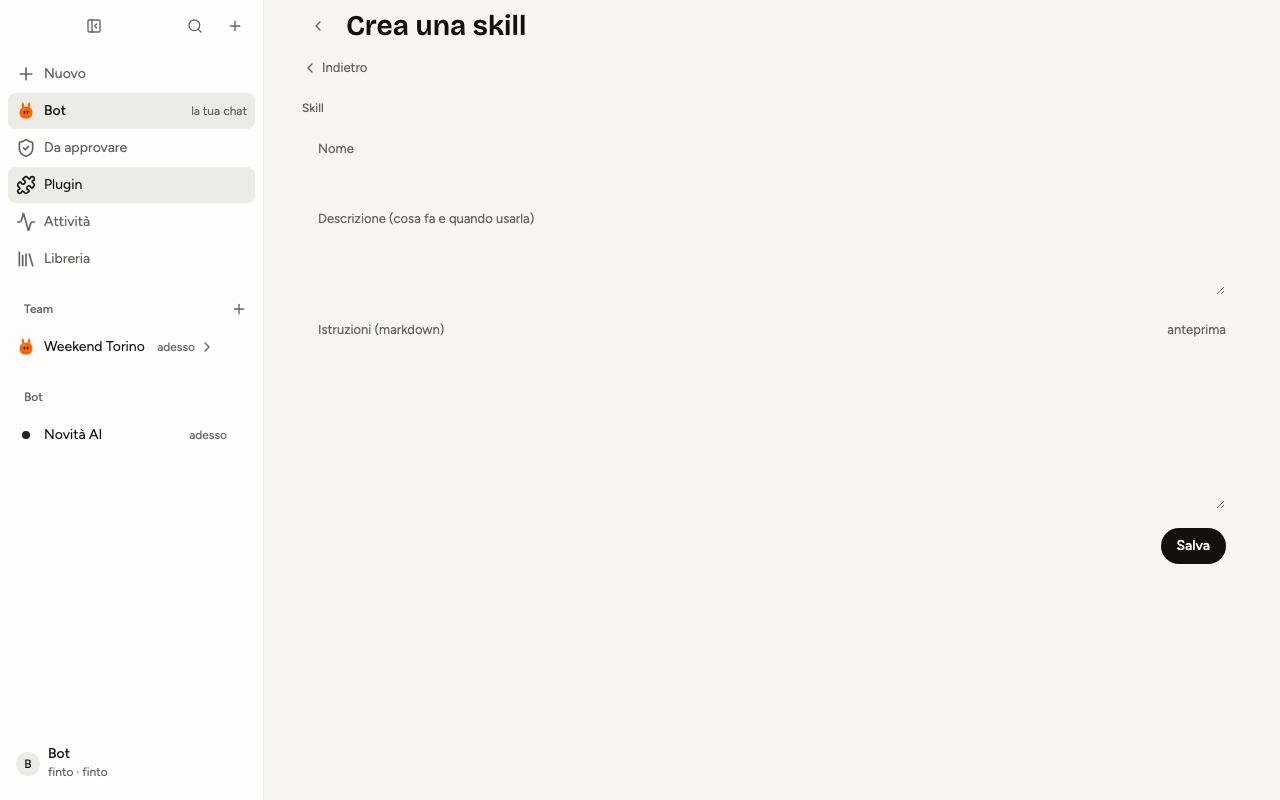 Crea una skill
Nuovo
Indietro
Bot
la tua chat
Skill
Da approvare
Nome
Plugin
Attività
Descrizione (cosa fa e quando usarla)
Libreria
Team
Istruzioni (markdown)
anteprima
Weekend Torino
adesso
Bot
Novità AI
adesso
Salva
B
Bot
finto · finto